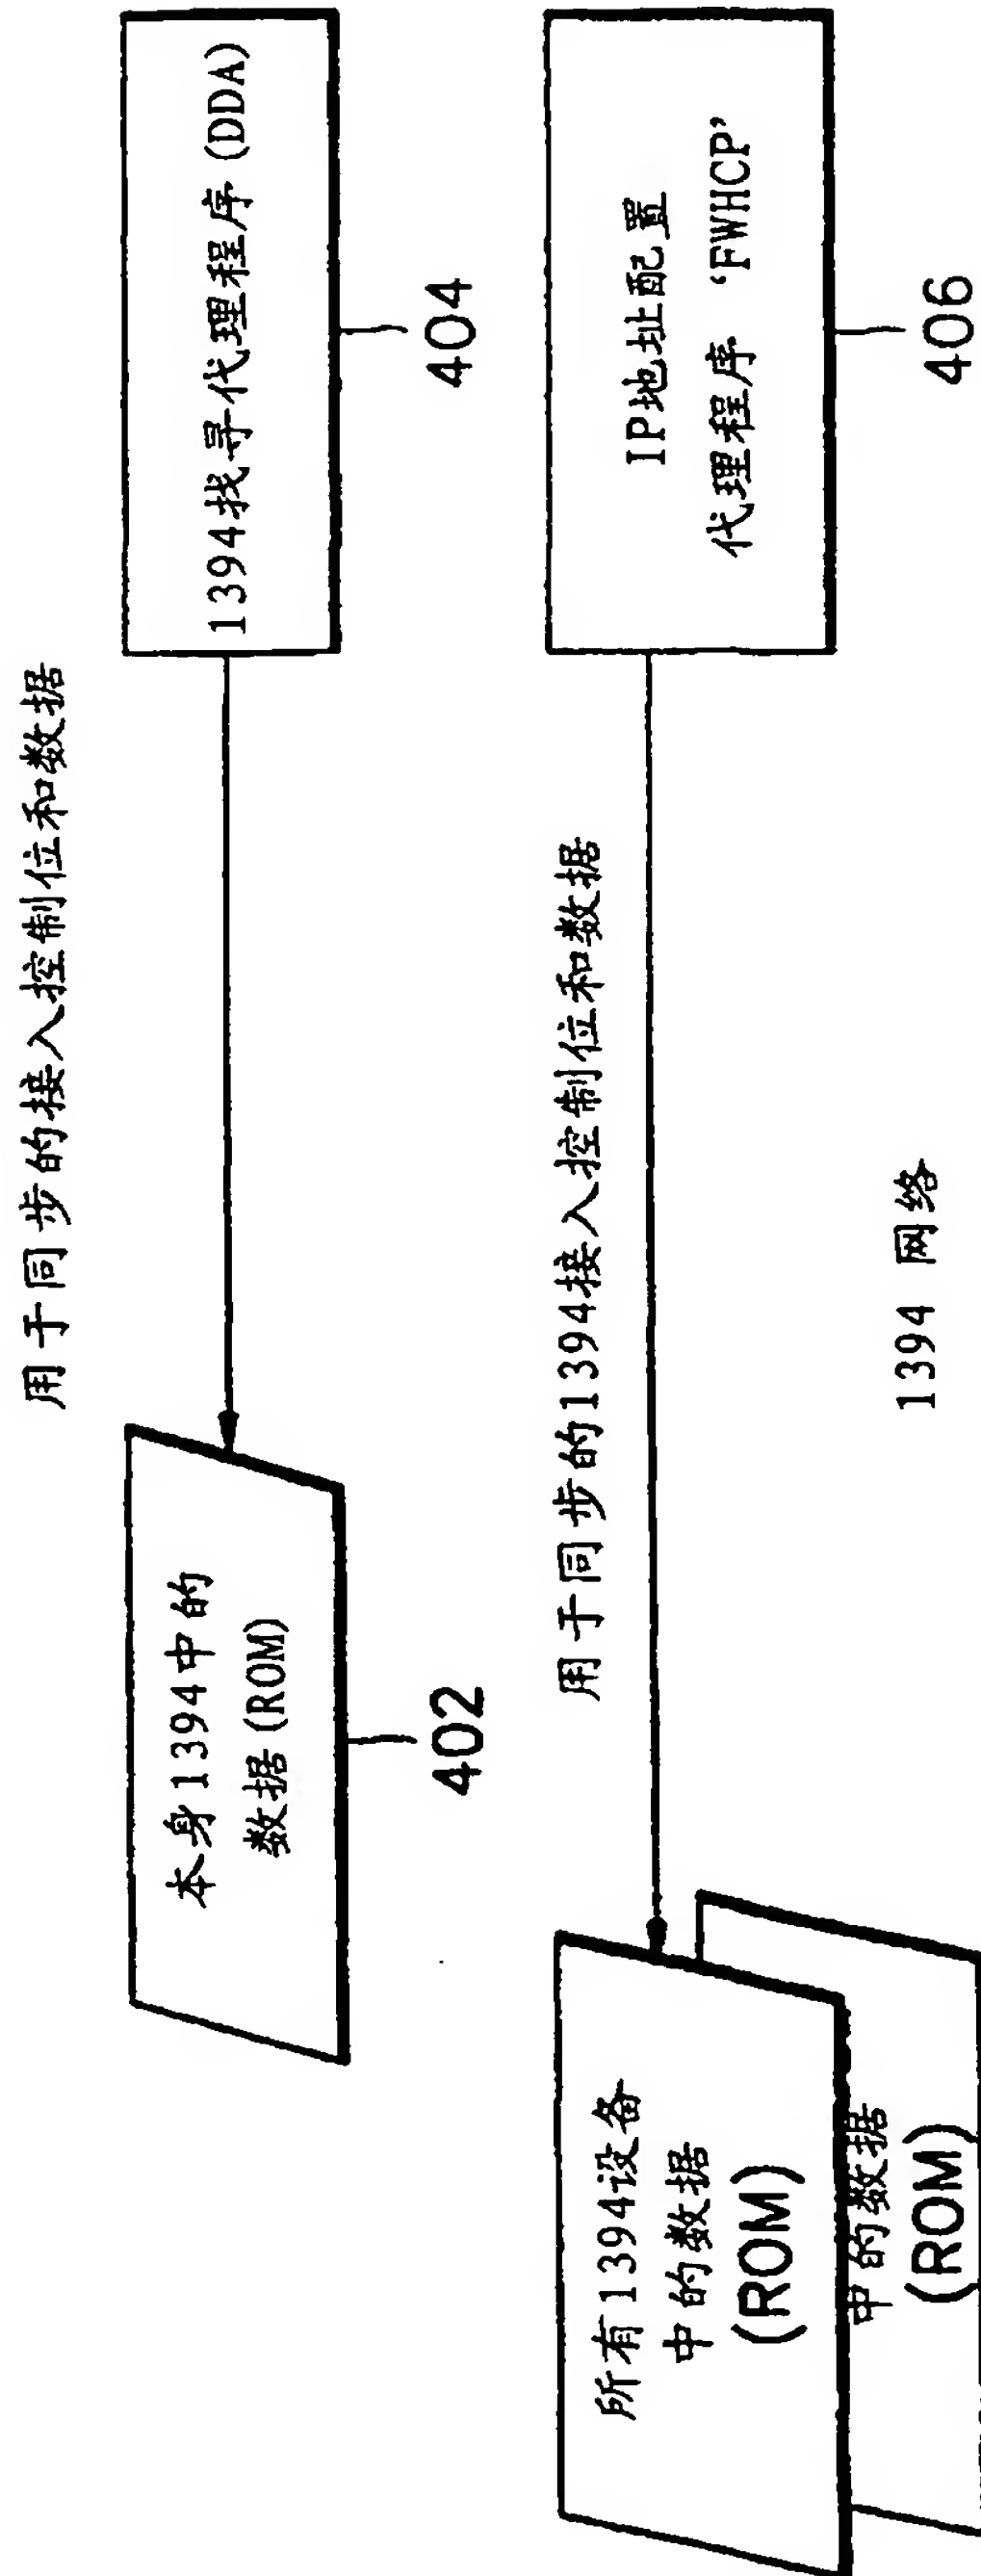 用于同步的接入控制位和数据
本身1394中的
数据(ROM)
402
1394找寻代理程序(DDA)
404
用于同步的1394接入控制位和数据
所有1394设备
中的数据
(ROM)
中的数据
(ROM)
IP地址配置
代理程序 ‘FWHCP’
406
1394 网络